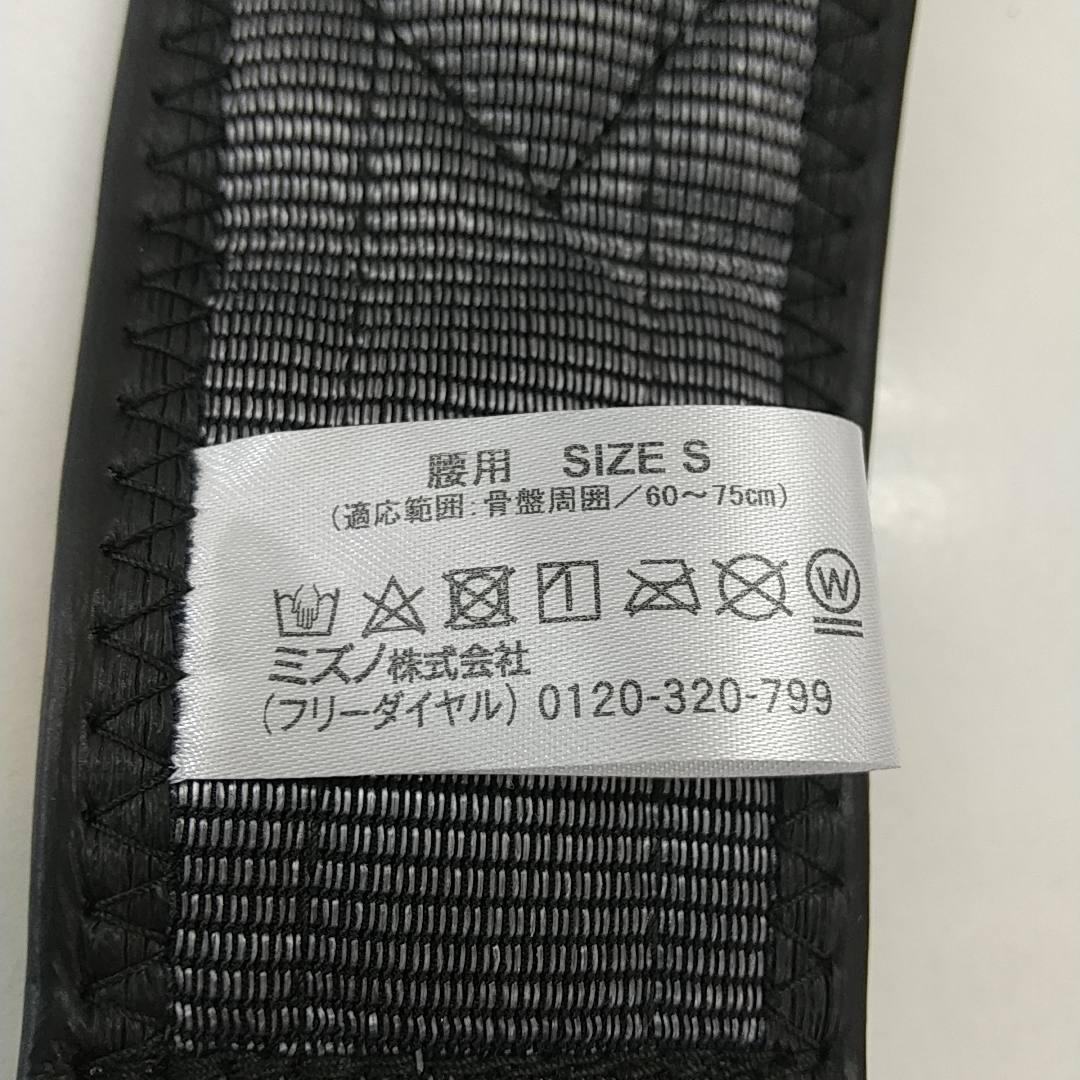 腰用 SIZE S
(適応範囲:骨盤周囲/60～75cm)
W
ミズノ株式会社
(フリーダイヤル) 0120-320-799